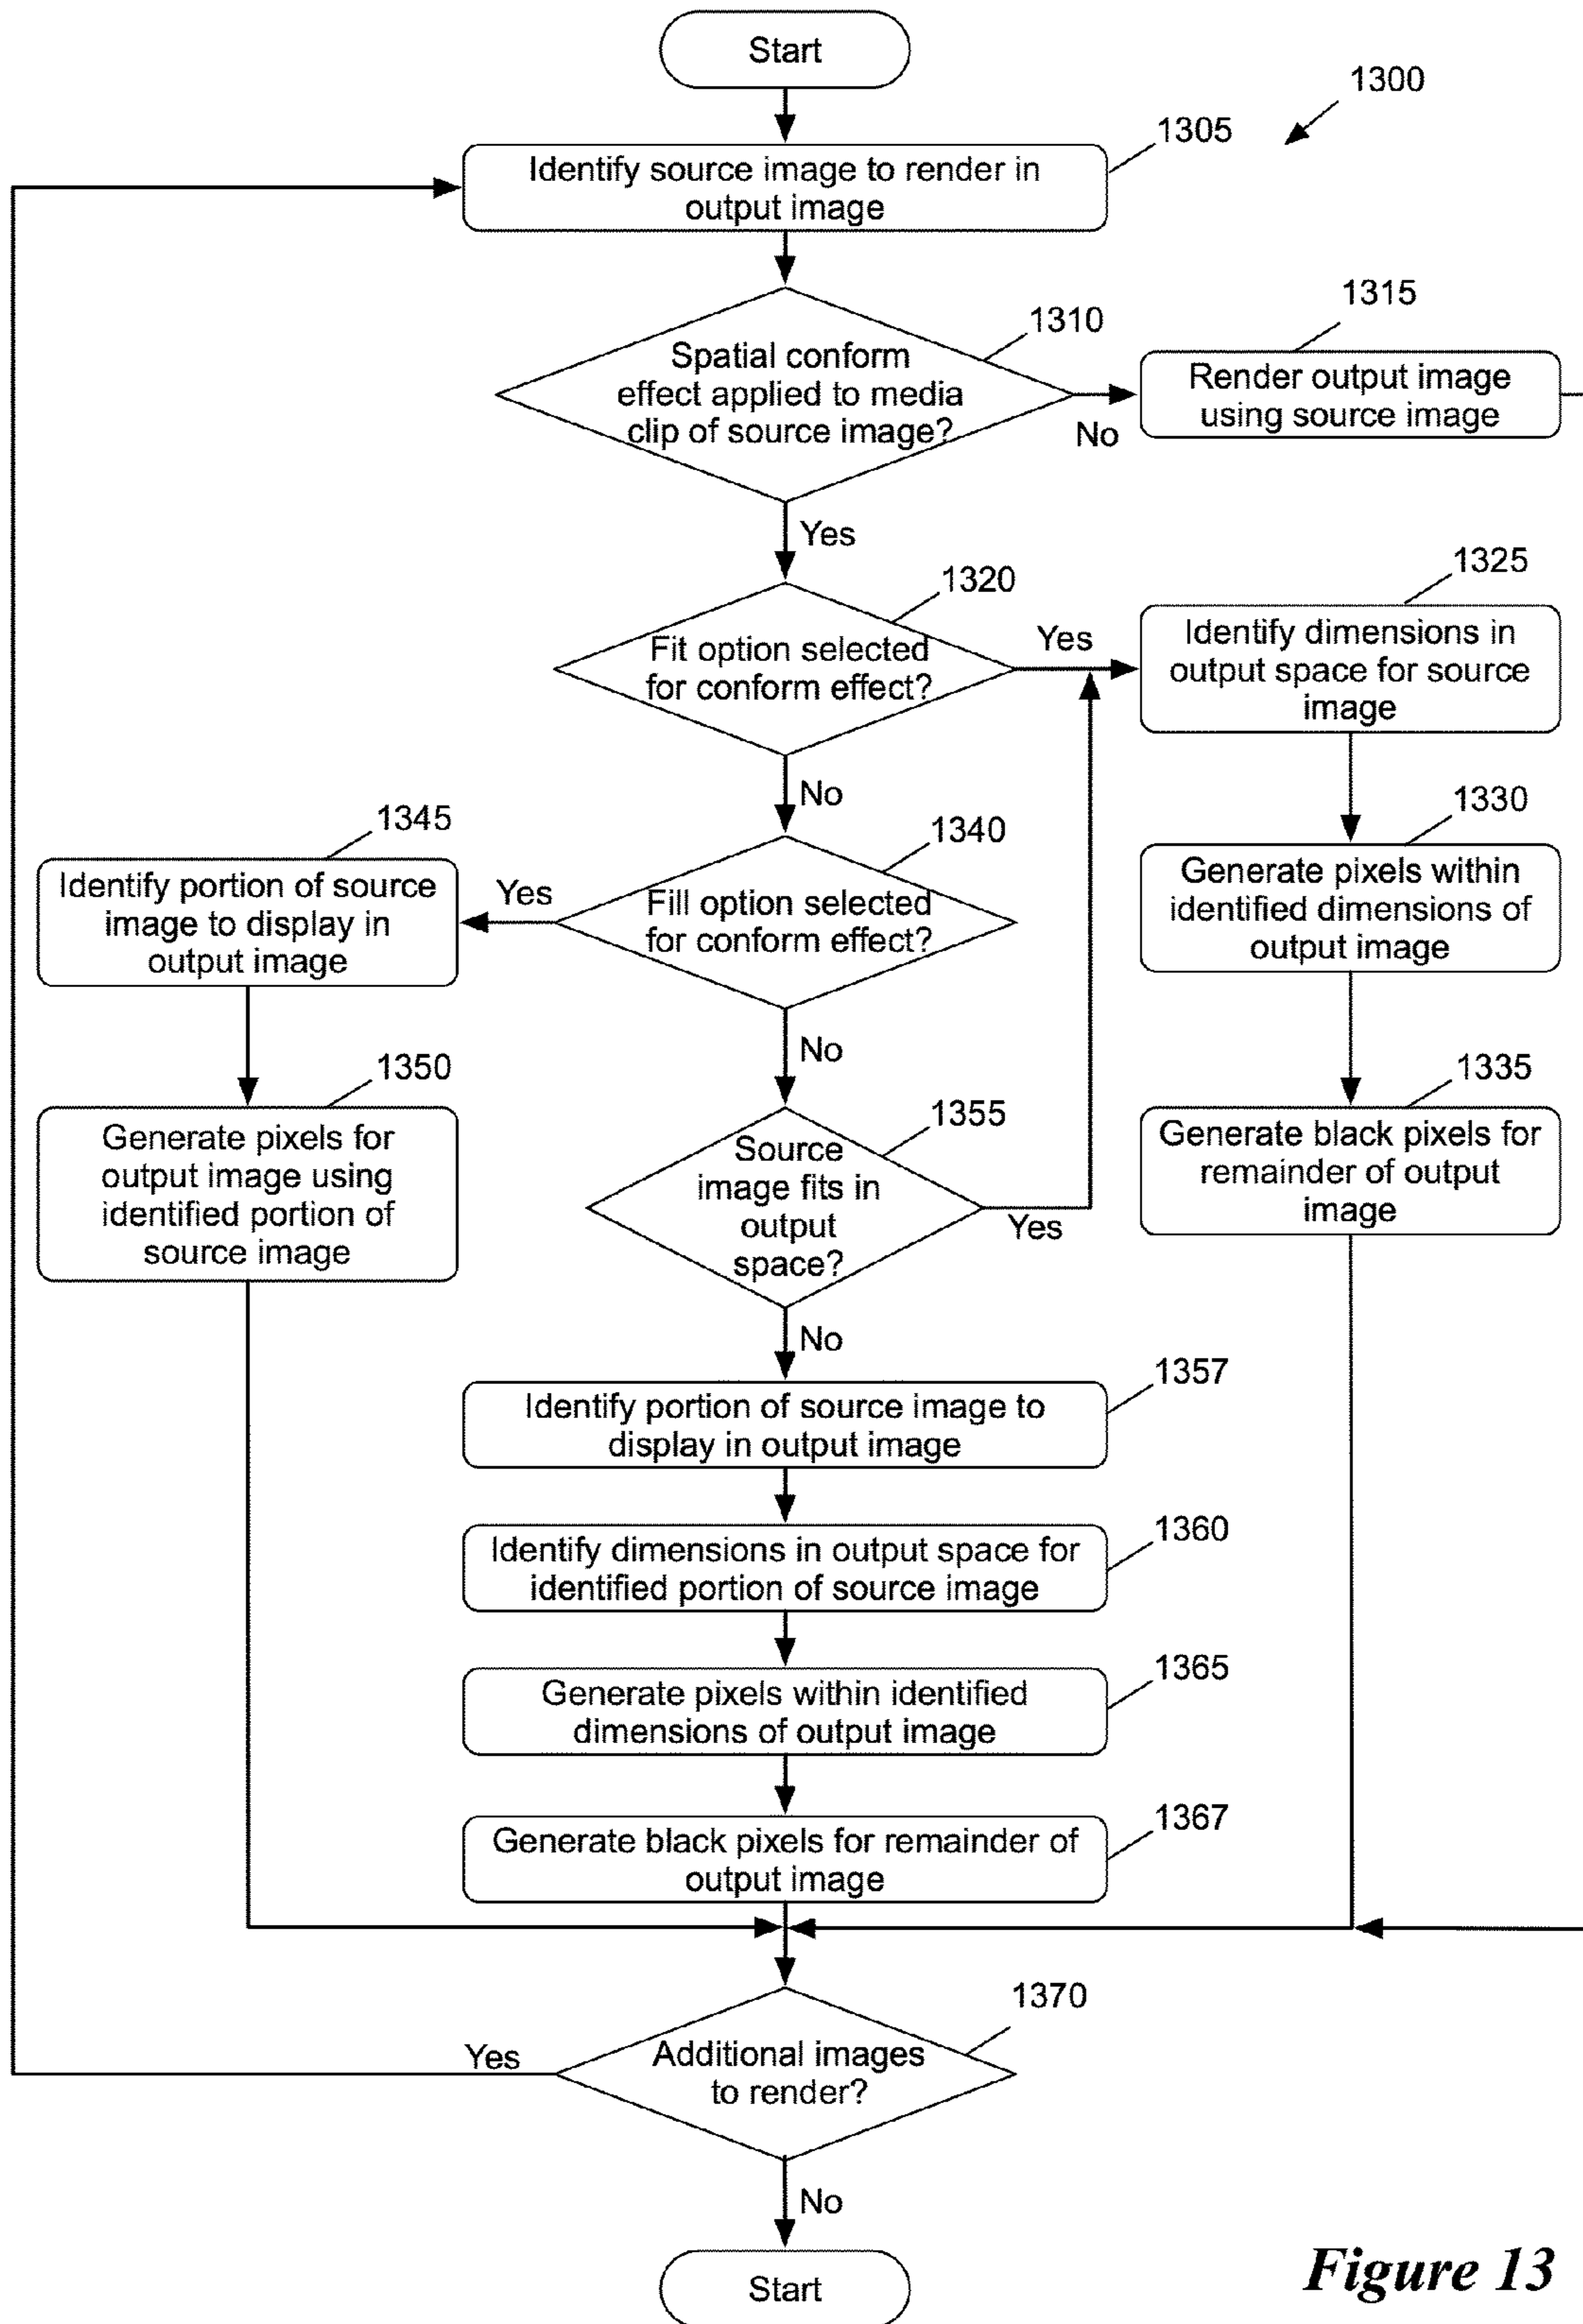 Start
1300
1305
Identify source image to render in
output image
1310
Spatial conform
effect applied to media
clip of source image?
No
1315
Render output image
using source image
Yes
1320
Fit option selected
for conform effect?
Yes
1325
Identify dimensions in
output space for source
image
No
1330
Generate pixels within
identified dimensions of
output image
1340
Fill option selected
for conform effect?
Yes
1345
Identify portion of source
image to display in
output image
No
1335
Generate black pixels for
remainder of output
image
1350
Generate pixels for
output image using
identified portion of
source image
1355
Source
image fits in
output
space?
Yes
No
1357
Identify portion of source image to
display in output image
1360
Identify dimensions in output space for
identified portion of source image
1365
Generate pixels within identified
dimensions of output image
1367
Generate black pixels for remainder of
output image
1370
Additional images
to render?
Yes
No
Start
Figure 13